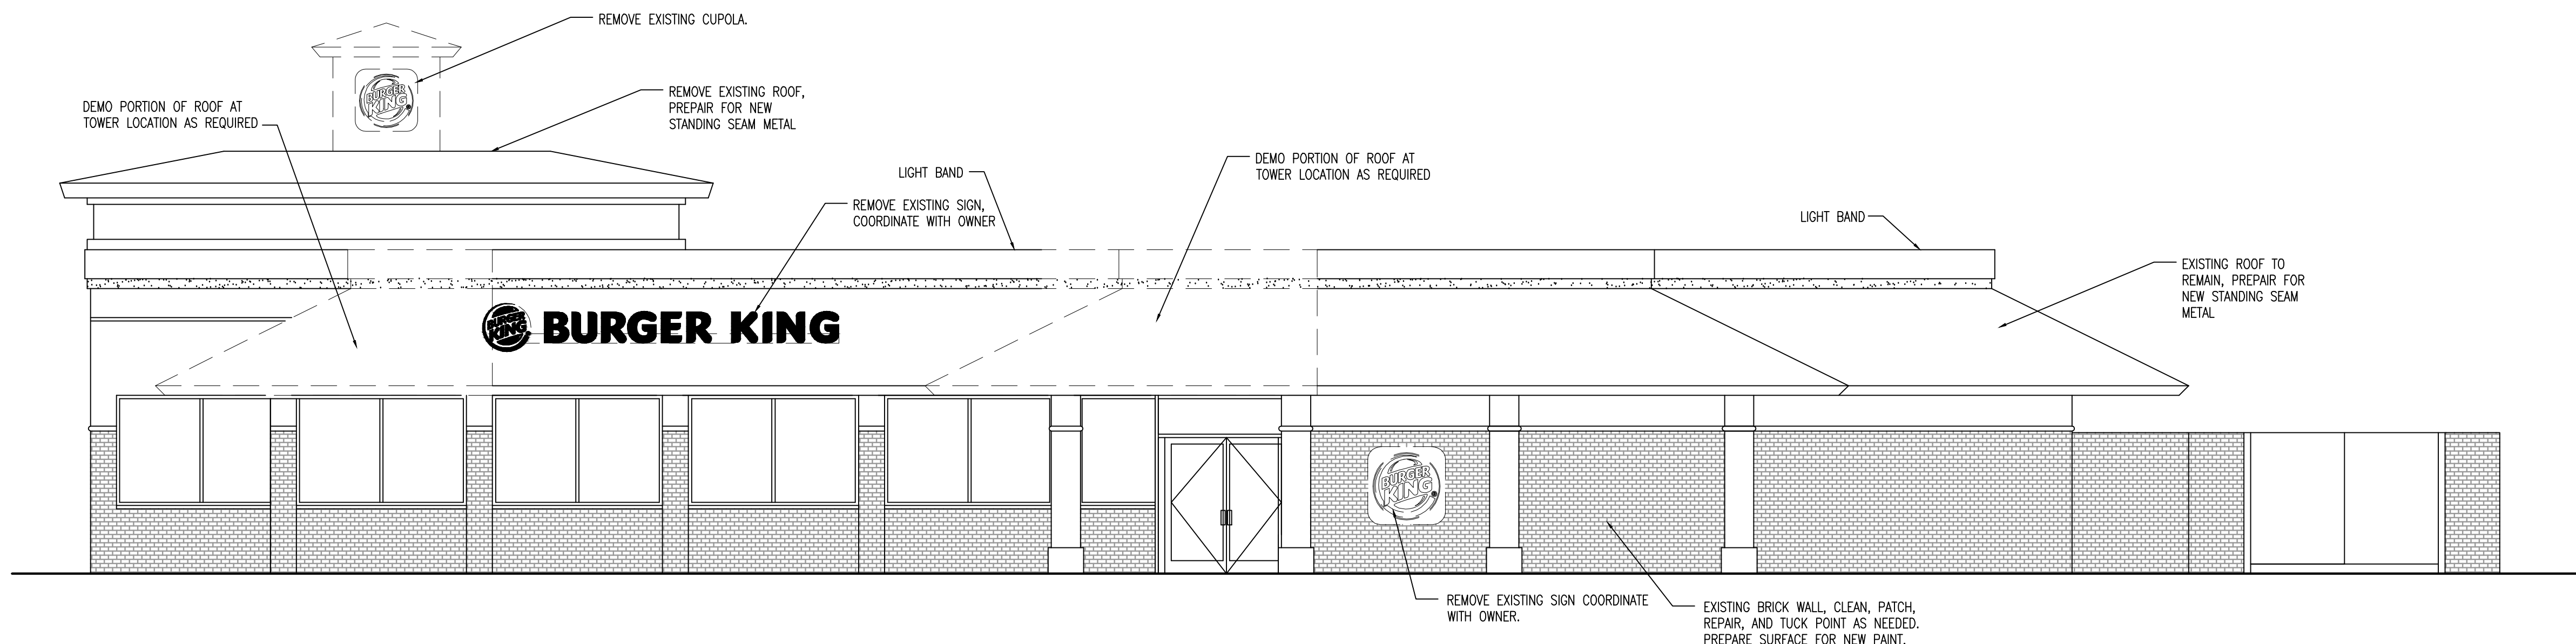 REMOVE EXISTING CUPOLA.
BURGER
KING
REMOVE EXISTING ROOF,
PREPAIR FOR NEW
STANDING SEAM METAL
DEMO PORTION OF ROOF AT
TOWER LOCATION AS REQUIRED
LIGHT BAND
REMOVE EXISTING SIGN,
COORDINATE WITH OWNER
DEMO PORTION OF ROOF AT
TOWER LOCATION AS REQUIRED
LIGHT BAND
EXISTING ROOF TO
REMAIN, PREPAIR FOR
NEW STANDING SEAM
METAL
BURGER
KING
BURGER KING
BURGER
KING
REMOVE EXISTING SIGN COORDINATE
WITH OWNER.
EXISTING BRICK WALL, CLEAN, PATCH,
REPAIR, AND TUCK POINT AS NEEDED.
PREPARE SURFACE FOR NEW PAINT.